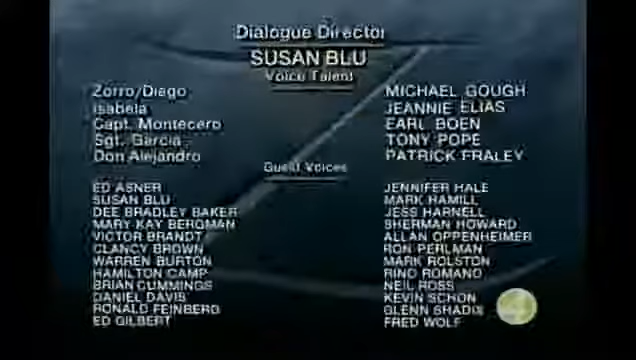 Dialogue Director
SUSAN BLU
Voice Talent
Zorro/Diego MICHAEL GOUGH
Isabela JEANNIE ELIAS
Capt. Montecero EARL BOEN
Sgt. Garcia TONY POPE
Don Alejandro PATRICK FRALEY
Guest Voices
ED ASNER JENNIFER HALE
SUSAN BLU MARK HAMILL
DEE BRADLEY BAKER JESS HARNELL
MARY KAY BERGMAN SHERMAN HOWARD
VICTOR BRANDT ALLAN OPPENHEIMER
CLANCY BROWN RON PERLMAN
WARREN BURTON MARK ROLSTON
HAMILTON CAMP RINO ROMANO
BRIAN CUMMINGS NEIL ROSS
DANIEL DAVIS KEVIN SCHON
RONALD FEINBERG GLENN SHADIX
ED GILBERT FRED WOLF